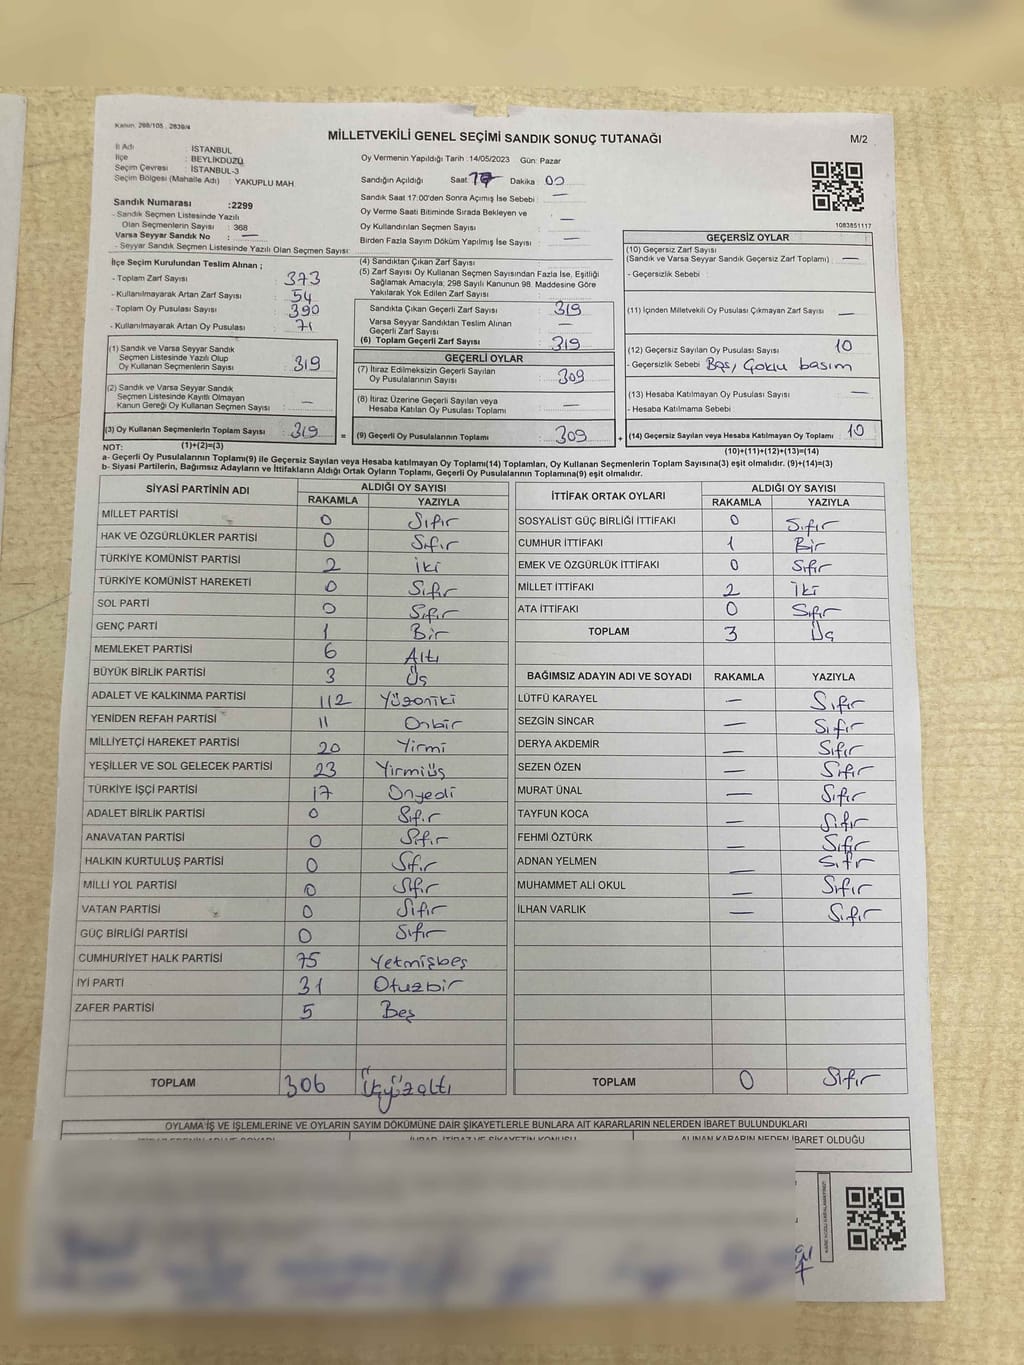 Kanun: 298/105 , 2839/4
MİLLETVEKİLİ GENEL SEÇİMİ SANDIK SONUÇ TUTANAĞI
M/2
İl Adı : İSTANBUL
İlçe : BEYLİKDÜZÜ
Seçim Çevresi : İSTANBUL-3
Seçim Bölgesi (Mahalle Adı) : YAKUPLU MAH
Oy Vermenin Yapıldığı Tarih :14/05/2023 Gün: Pazar
Sandığın Açıldığı Saat: 17 Dakika : 00
Sandık Saat 17:00'den Sonra Açımış İse Sebebi : —
Oy Verme Saati Bitiminde Sırada Bekleyen ve
Oy Kullandırılan Seçmen Sayısı : —
Birden Fazla Sayım Döküm Yapılmış İse Sayısı : —
1083851117
Sandık Numarası :2299
- Sandık Seçmen Listesinde Yazılı
Olan Seçmenlerin Sayısı : 368
Varsa Seyyar Sandık No : —
- Seyyar Sandık Seçmen Listesinde Yazılı Olan Seçmen Sayısı:
İlçe Seçim Kurulundan Teslim Alınan ;
- Toplam Zarf Sayısı : 373
- Kullanılmayarak Artan Zarf Sayısı : 54
- Toplam Oy Pusulası Sayısı : 390
- Kullanılmayarak Artan Oy Pusulası : 71
(1) Sandık ve Varsa Seyyar Sandık
Seçmen Listesinde Yazılı Olup
Oy Kullanan Seçmenlerin Sayısı : 319
(2) Sandık ve Varsa Seyyar Sandık
Seçmen Listesinde Kayıtlı Olmayan
Kanun Gereği Oy Kullanan Seçmen Sayısı : —
(3) Oy Kullanan Seçmenlerin Toplam Sayısı : 319
(4) Sandıktan Çıkan Zarf Sayısı :
(5) Zarf Sayısı Oy Kullanan Seçmen Sayısından Fazla İse, Eşitliği
Sağlamak Amacıyla; 298 Sayılı Kanunun 98. Maddesine Göre
Yakılarak Yok Edilen Zarf Sayısı :
Sandıkta Çıkan Geçerli Zarf Sayısı : 319
Varsa Seyyar Sandıktan Teslim Alınan
Geçerli Zarf Sayısı : —
(6) Toplam Geçerli Zarf Sayısı : 319
GEÇERLİ OYLAR
(7) İtiraz Edilmeksizin Geçerli Sayılan
Oy Pusulalarının Sayısı : 309
(8) İtiraz Üzerine Geçerli Sayılan veya
Hesaba Katılan Oy Pusulası Toplamı :
= (9) Geçerli Oy Pusulalarının Toplamı : 309
GEÇERSİZ OYLAR
(10) Geçersiz Zarf Sayısı
(Sandık ve Varsa Seyyar Sandık Geçersiz Zarf Toplamı) : —
- Geçersizlik Sebebi :
(11) İçinden Milletvekili Oy Pusulası Çıkmayan Zarf Sayısı : —
(12) Geçersiz Sayılan Oy Pusulası Sayısı : 10
- Geçersizlik Sebebi : Boş, Çoklu basım
(13) Hesaba Katılmayan Oy Pusulası Sayısı : —
- Hesaba Katılmama Sebebi :
+ (14) Geçersiz Sayılan veya Hesaba Katılmayan Oy Toplamı : 10
NOT: (1)+(2)=(3)
(10)+(11)+(12)+(13)=(14)
a- Geçerli Oy Pusulalarının Toplamı(9) ile Geçersiz Sayılan veya Hesaba katılmayan Oy Toplamı(14) Toplamları, Oy Kullanan Seçmenlerin Toplam Sayısına(3) eşit olmalıdır. (9)+(14)=(3)
b- Siyasi Partilerin, Bağımsız Adayların ve İttifakların Aldığı Ortak Oyların Toplamı, Geçerli Oy Pusulalarının Toplamına(9) eşit olmalıdır.
SİYASİ PARTİNİN ADI ALDIĞI OY SAYISI
RAKAMLA YAZIYLA
MİLLET PARTİSİ 0 Sıfır
HAK VE ÖZGÜRLÜKLER PARTİSİ 0 Sıfır
TÜRKİYE KOMÜNİST PARTİSİ 2 İki
TÜRKİYE KOMÜNİST HAREKETİ 0 Sıfır
SOL PARTİ 0 Sıfır
GENÇ PARTİ 1 Bir
MEMLEKET PARTİSİ 6 Altı
BÜYÜK BİRLİK PARTİSİ 3 Üç
ADALET VE KALKINMA PARTİSİ 112 Yüzoniki
YENİDEN REFAH PARTİSİ 11 Onbir
MİLLİYETÇİ HAREKET PARTİSİ 20 Yirmi
YEŞİLLER VE SOL GELECEK PARTİSİ 23 Yirmiüç
TÜRKİYE İŞÇİ PARTİSİ 17 Onyedi
ADALET BİRLİK PARTİSİ 0 Sıfır
ANAVATAN PARTİSİ 0 Sıfır
HALKIN KURTULUŞ PARTİSİ 0 Sıfır
MİLLİ YOL PARTİSİ 0 Sıfır
VATAN PARTİSİ 0 Sıfır
GÜÇ BİRLİĞİ PARTİSİ 0 Sıfır
CUMHURİYET HALK PARTİSİ 75 Yetmişbeş
İYİ PARTİ 31 Otuzbir
ZAFER PARTİSİ 5 Beş
TOPLAM 306 Üçyüzaltı
İTTİFAK ORTAK OYLARI ALDIĞI OY SAYISI
RAKAMLA YAZIYLA
SOSYALİST GÜÇ BİRLİĞİ İTTİFAKI 0 Sıfır
CUMHUR İTTİFAKI 1 Bir
EMEK VE ÖZGÜRLÜK İTTİFAKI 0 Sıfır
MİLLET İTTİFAKI 2 İki
ATA İTTİFAKI 0 Sıfır
TOPLAM 3 Üç
BAĞIMSIZ ADAYIN ADI VE SOYADI RAKAMLA YAZIYLA
LÜTFÜ KARAYEL — Sıfır
SEZGİN SİNCAR — Sıfır
DERYA AKDEMİR — Sıfır
SEZEN ÖZEN — Sıfır
MURAT ÜNAL — Sıfır
TAYFUN KOCA — Sıfır
FEHMİ ÖZTÜRK — Sıfır
ADNAN YELMEN — Sıfır
MUHAMMET ALİ OKUL — Sıfır
İLHAN VARLIK — Sıfır
TOPLAM 0 Sıfır
OYLAMA İŞ VE İŞLEMLERİNE VE OYLARIN SAYIM DÖKÜMÜNE DAİR ŞİKAYETLERLE BUNLARA AİT KARARLARIN NELERDEN İBARET BULUNDUKLARI
İHBAR, İTİRAZ VE ŞİKAYETİN KONUSU
ALINAN KARARIN NEDEN İBARET OLDUĞU